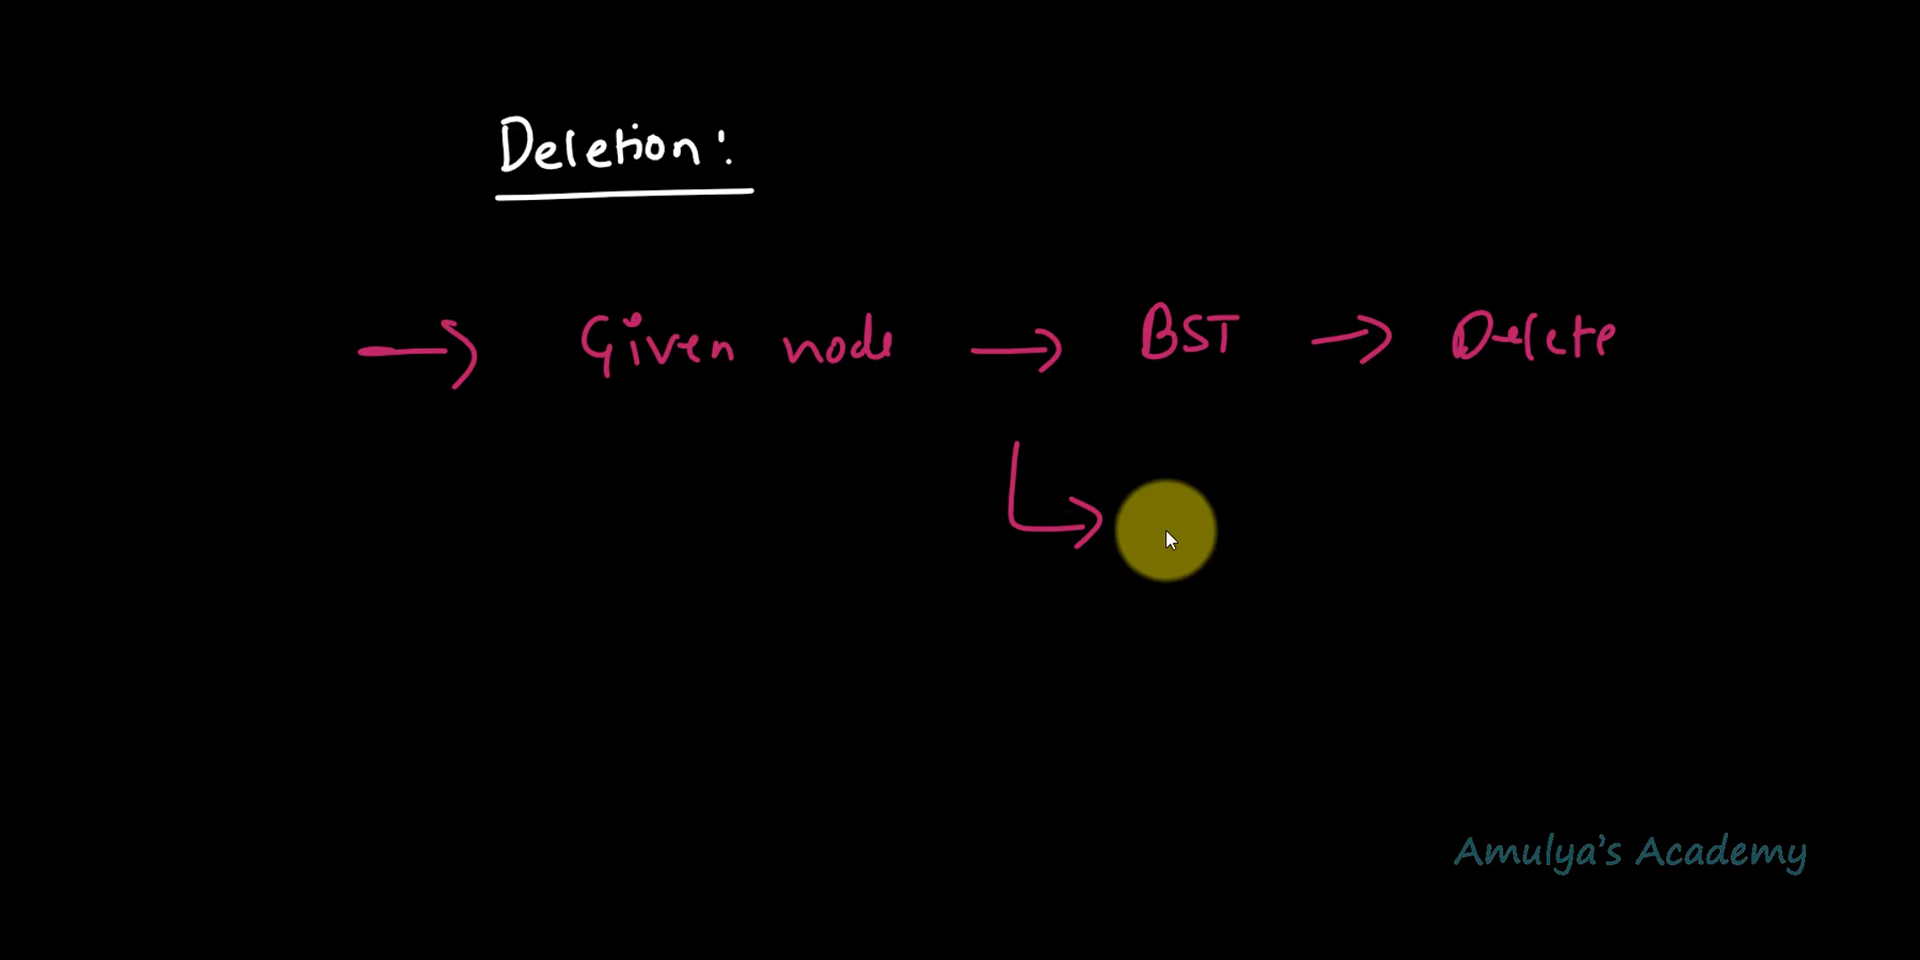 Deletion :
→ Given node → BST → Delete
Amulya's Academy